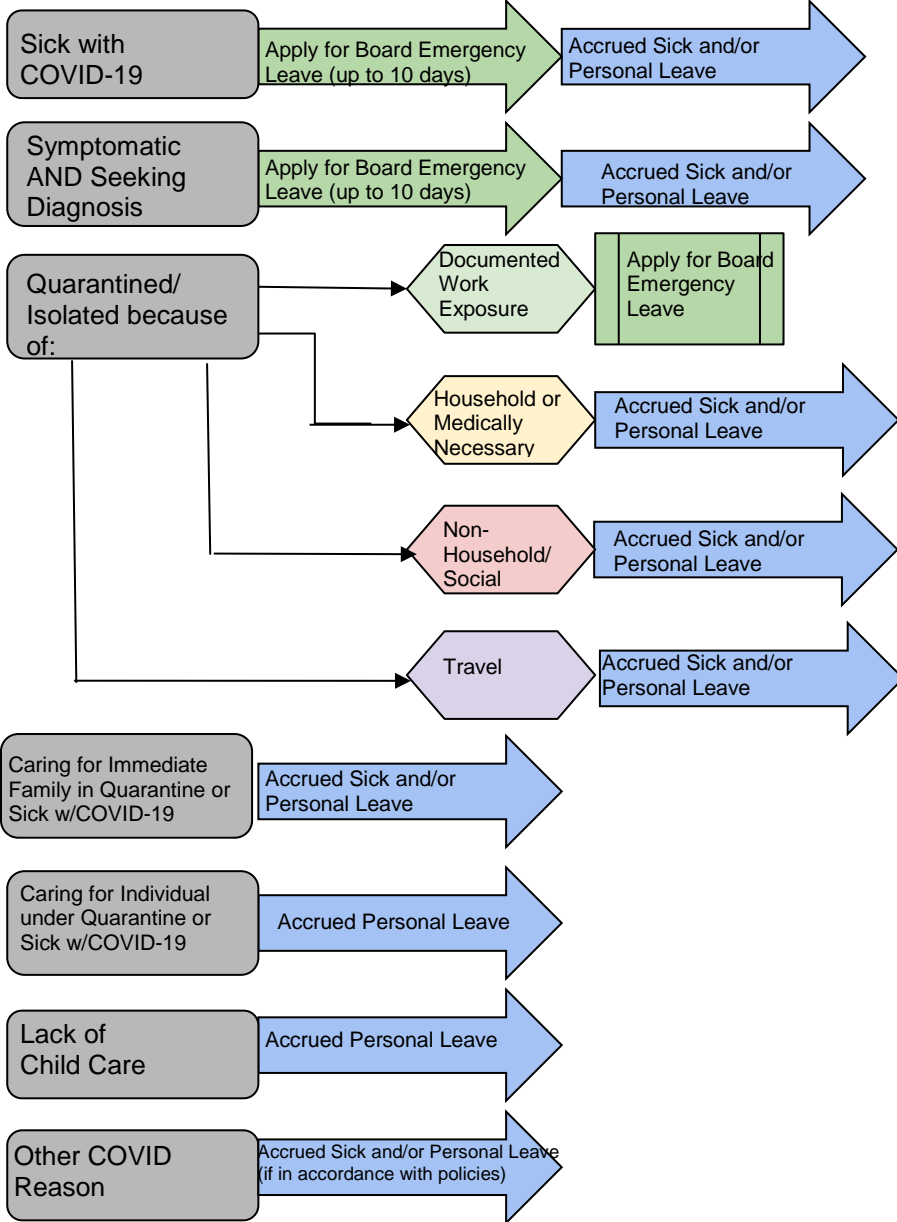 Sick with
COVID-19
Apply for Board Emergency
Leave (up to 10 days)
Accrued Sick and/or
Personal Leave
Symptomatic
AND Seeking
Diagnosis
Apply for Board Emergency
Leave (up to 10 days)
Accrued Sick and/or
Personal Leave
Quarantined/
Isolated because
of:
Documented
Work
Exposure
Apply for Board
Emergency
Leave
Household or
Medically
Necessary
Accrued Sick and/or
Personal Leave
Non-
Household/
Social
Accrued Sick and/or
Personal Leave
Travel
Accrued Sick and/or
Personal Leave
Caring for Immediate
Family in Quarantine or
Sick w/COVID-19
Accrued Sick and/or
Personal Leave
Caring for Individual
under Quarantine or
Sick w/COVID-19
Accrued Personal Leave
Lack of
Child Care
Accrued Personal Leave
Other COVID
Reason
Accrued Sick and/or Personal Leave
(if in accordance with policies)